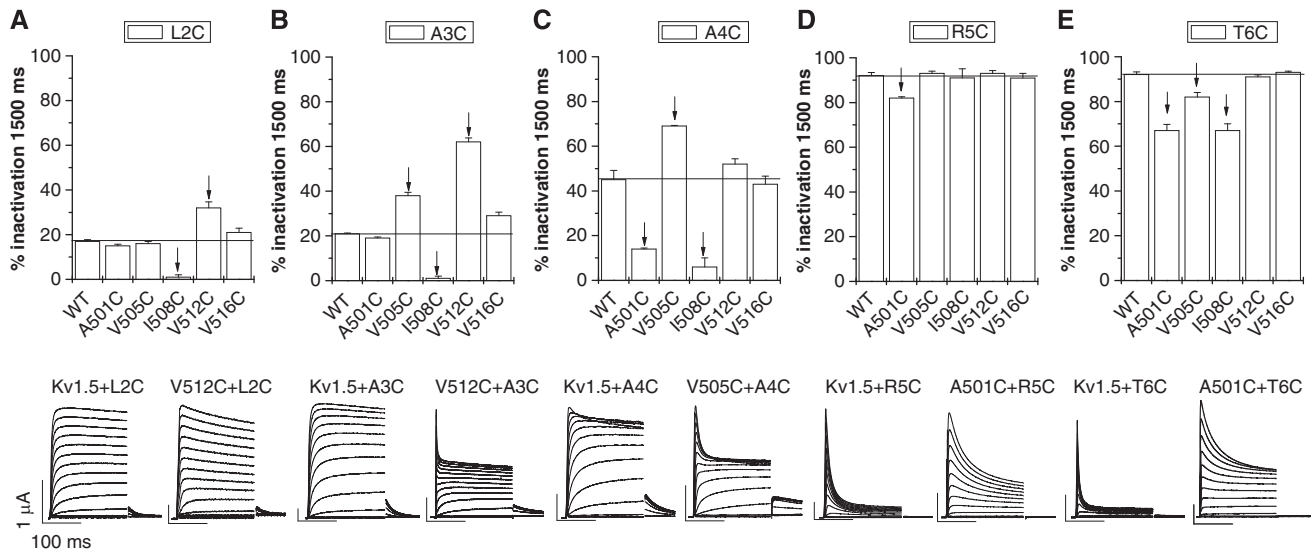 A
L2C
% inactivation 1500 ms
100
80
60
40
20
0
WT
A501C
V505C
I508C
V512C
V516C
B
A3C
% inactivation 1500 ms
100
80
60
40
20
0
WT
A501C
V505C
I508C
V512C
V516C
C
A4C
% inactivation 1500 ms
100
80
60
40
20
0
WT
A501C
V505C
I508C
V512C
V516C
D
R5C
% inactivation 1500 ms
100
80
60
40
20
0
WT
A501C
V505C
I508C
V512C
V516C
E
T6C
% inactivation 1500 ms
100
80
60
40
20
0
WT
A501C
V505C
I508C
V512C
V516C
Kv1.5+L2C
V512C+L2C
Kv1.5+A3C
V512C+A3C
Kv1.5+A4C
V505C+A4C
Kv1.5+R5C
A501C+R5C
Kv1.5+T6C
A501C+T6C
1 μA
100 ms